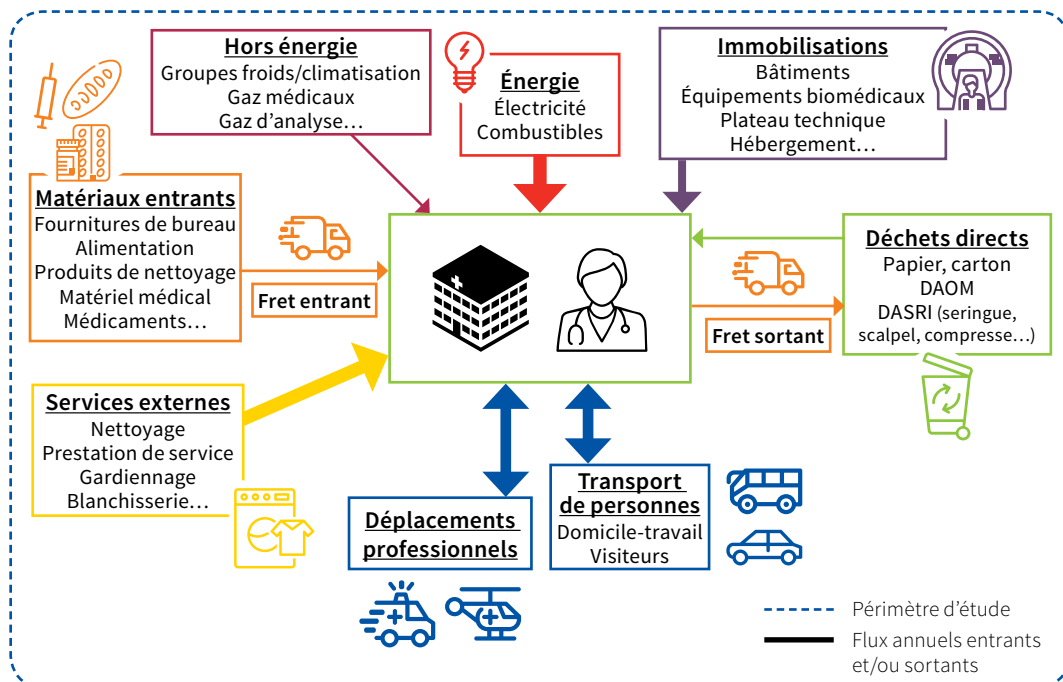 Hors énergie
Groupes froids/climatisation
Gaz médicaux
Gaz d'analyse…
Énergie
Électricité
Combustibles
Immobilisations
Bâtiments
Équipements biomédicaux
Plateau technique
Hébergement…
Matériaux entrants
Fournitures de bureau
Alimentation
Produits de nettoyage
Matériel médical
Médicaments…
Fret entrant
Fret sortant
Déchets directs
Papier, carton
DAOM
DASRI (seringue,
scalpel, compresse…)
Services externes
Nettoyage
Prestation de service
Gardiennage
Blanchisserie…
Déplacements
professionnels
Transport
de personnes
Domicile-travail
Visiteurs
Périmètre d'étude
Flux annuels entrants
et/ou sortants